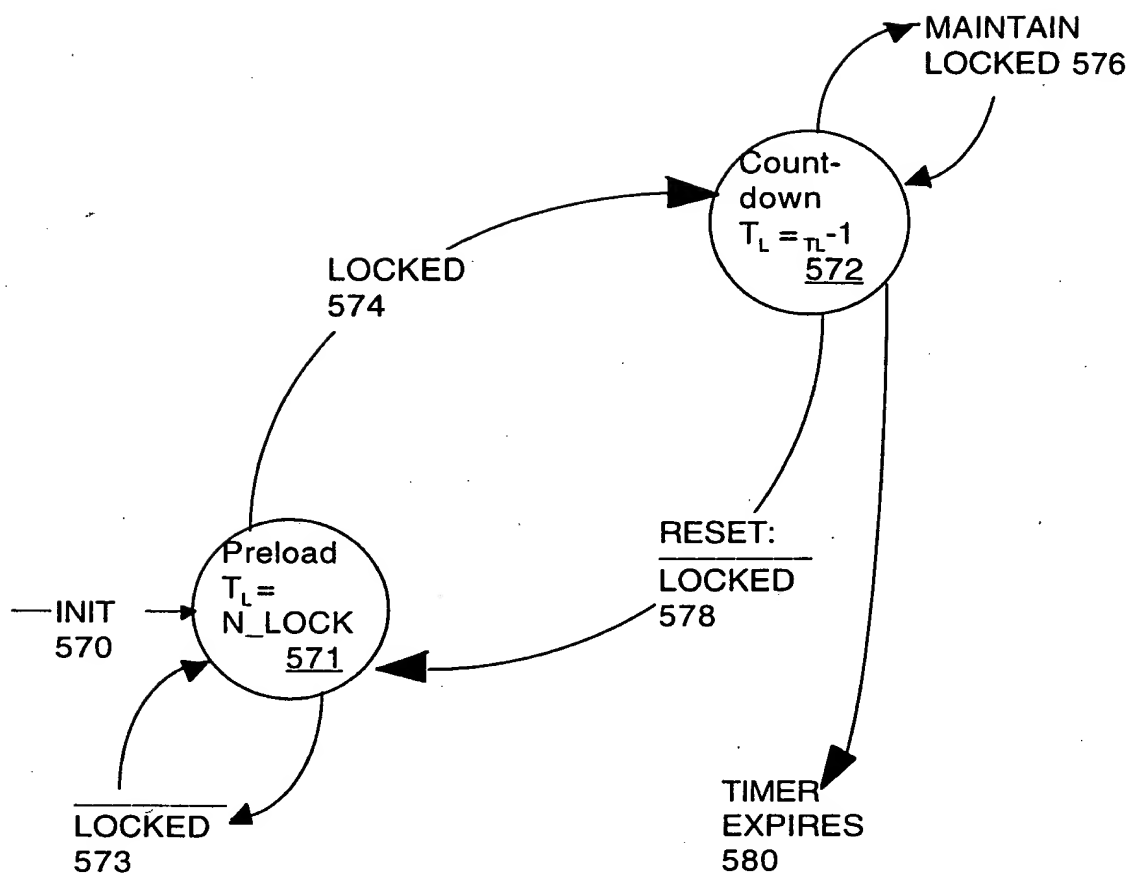 MAINTAIN
LOCKED 576
Count-
down
T_L = TL-1
572
LOCKED
574
RESET:
LOCKED
578
Preload
T_L =
N_LOCK
571
INIT
570
LOCKED
573
TIMER
EXPIRES
580